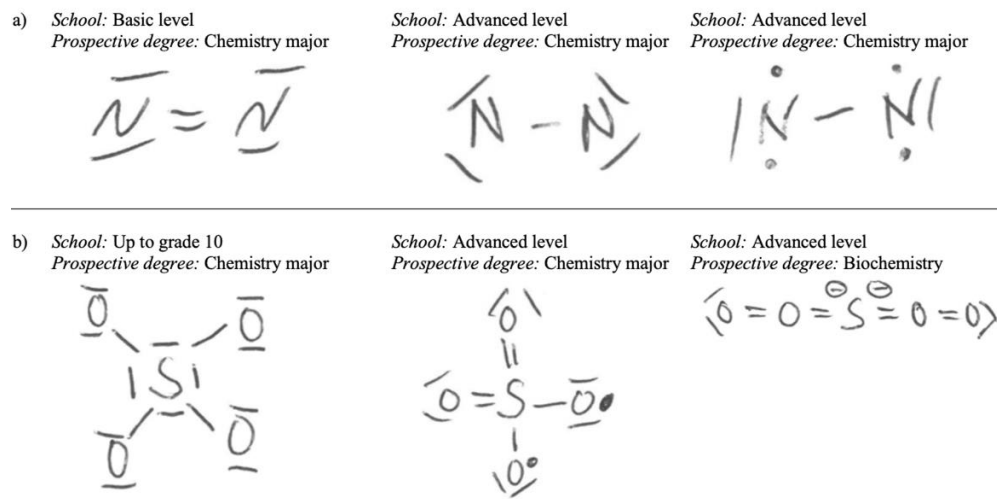 a) School: Basic level
Prospective degree: Chemistry major
School: Advanced level
Prospective degree: Chemistry major
School: Advanced level
Prospective degree: Chemistry major
N = N
N - N
|N - N|
b) School: Up to grade 10
Prospective degree: Chemistry major
School: Advanced level
Prospective degree: Chemistry major
School: Advanced level
Prospective degree: Biochemistry
O O
|S|
O O
O
O = S - O
O
O = O = S = O = O